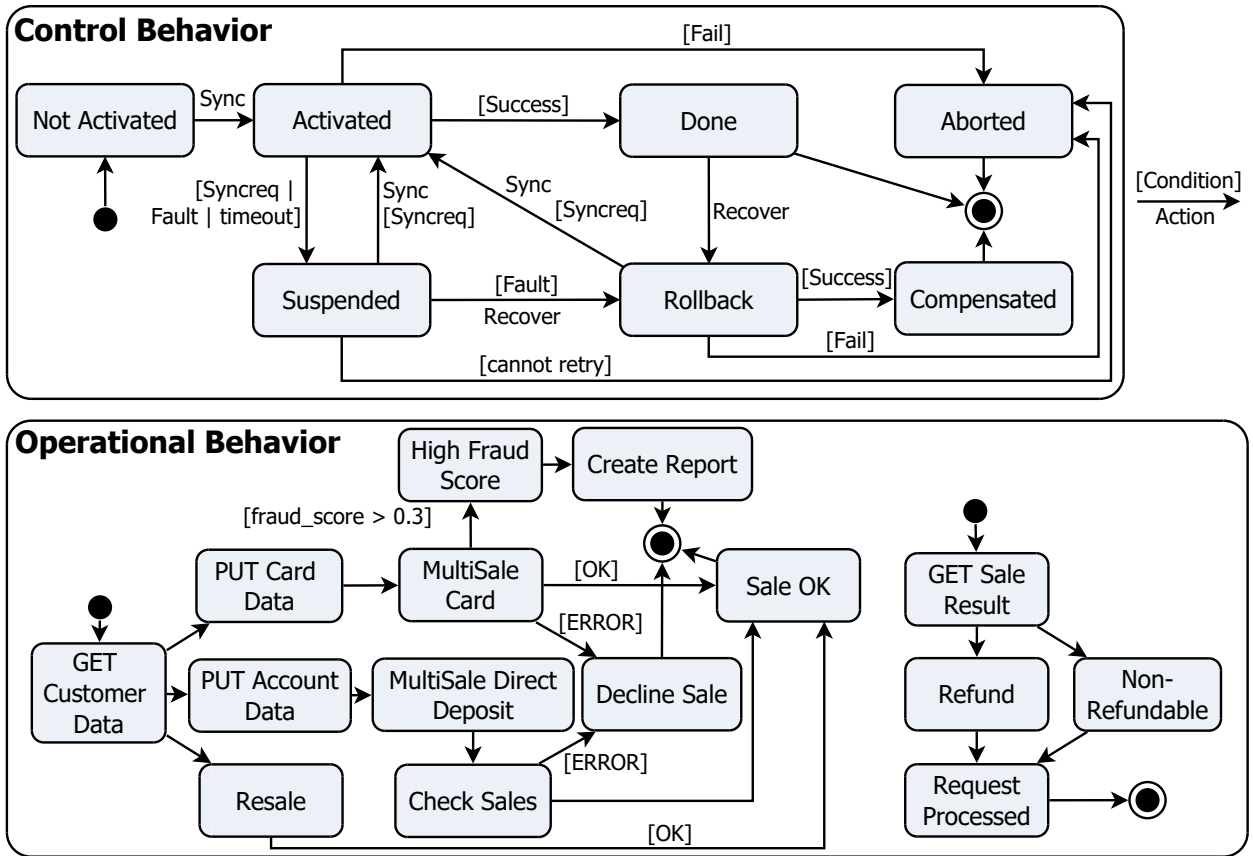 Control Behavior
[Fail]
Not Activated
Sync
Activated
[Success]
Done
Aborted
[Syncreq |
Fault | timeout]
Sync
[Syncreq]
Sync
[Syncreq]
Recover
[Condition]
Action
Suspended
[Fault]
Recover
Rollback
[Success]
Compensated
[Fail]
[cannot retry]
Operational Behavior
High Fraud
Score
Create Report
[fraud_score > 0.3]
PUT Card
Data
MultiSale
Card
[OK]
Sale OK
GET Sale
Result
[ERROR]
GET
Customer
Data
PUT Account
Data
MultiSale Direct
Deposit
Decline Sale
Refund
Non-
Refundable
[ERROR]
Resale
Check Sales
Request
Processed
[OK]